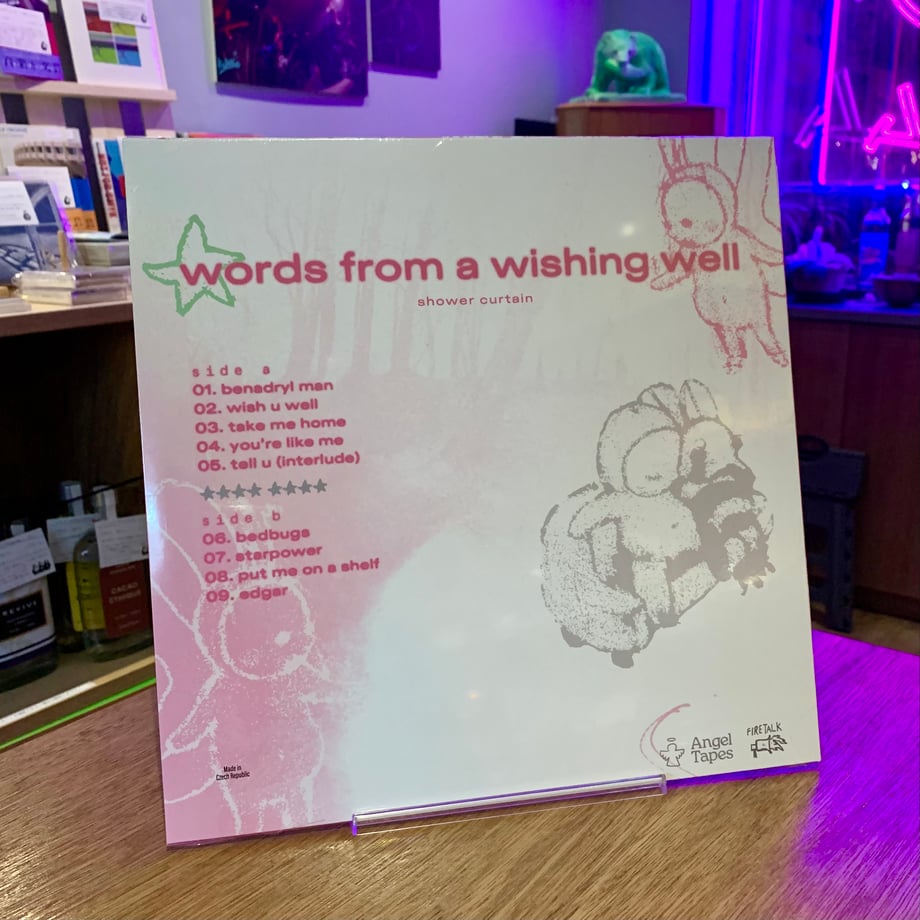 words from a wishing well
shower curtain
side a
01. benadryl man
02. wish u well
03. take me home
04. you're like me
05. tell u (interlude)
side b
06. bedbugs
07. starpower
08. put me on a shelf
09. edgar
Made in
Czech Republic
Angel
Tapes
FIRETALK
REVIVE
CACAO